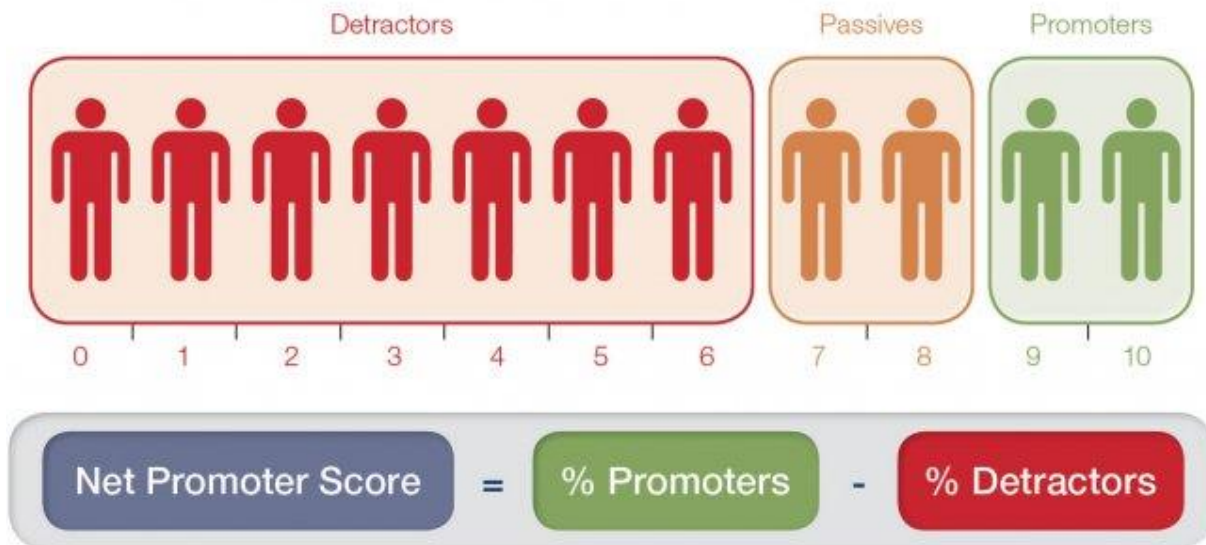 Detractors Passives Promoters
0 1 2 3 4 5 6 7 8 9 10
Net Promoter Score = % Promoters - % Detractors